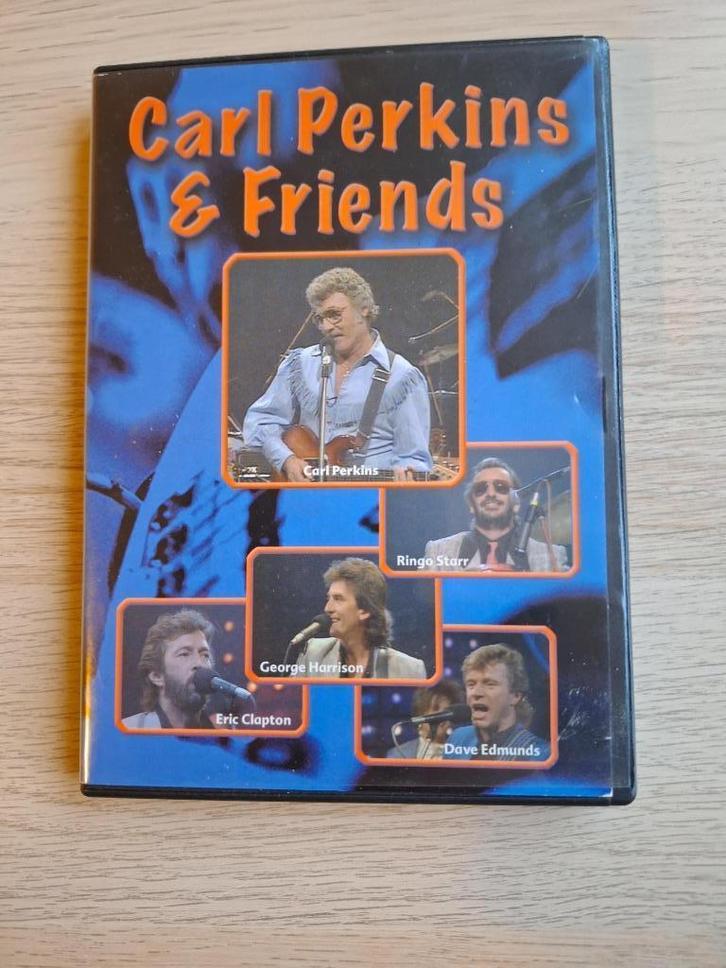 Carl Perkins
& Friends
Carl Perkins
Ringo Starr
George Harrison
Eric Clapton
Dave Edmunds